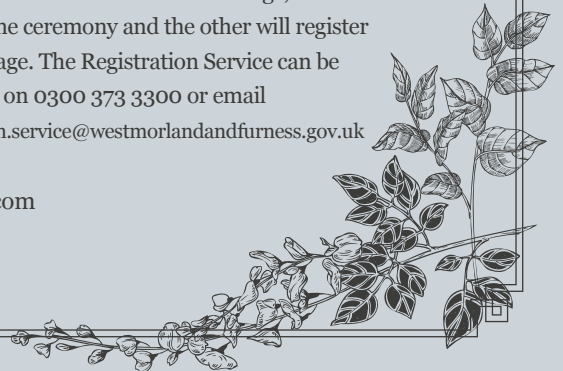 ne ceremony and the other will register
age. The Registration Service can be
on 0300 373 3300 or email
n.service@westmorlandandfurness.gov.uk
com